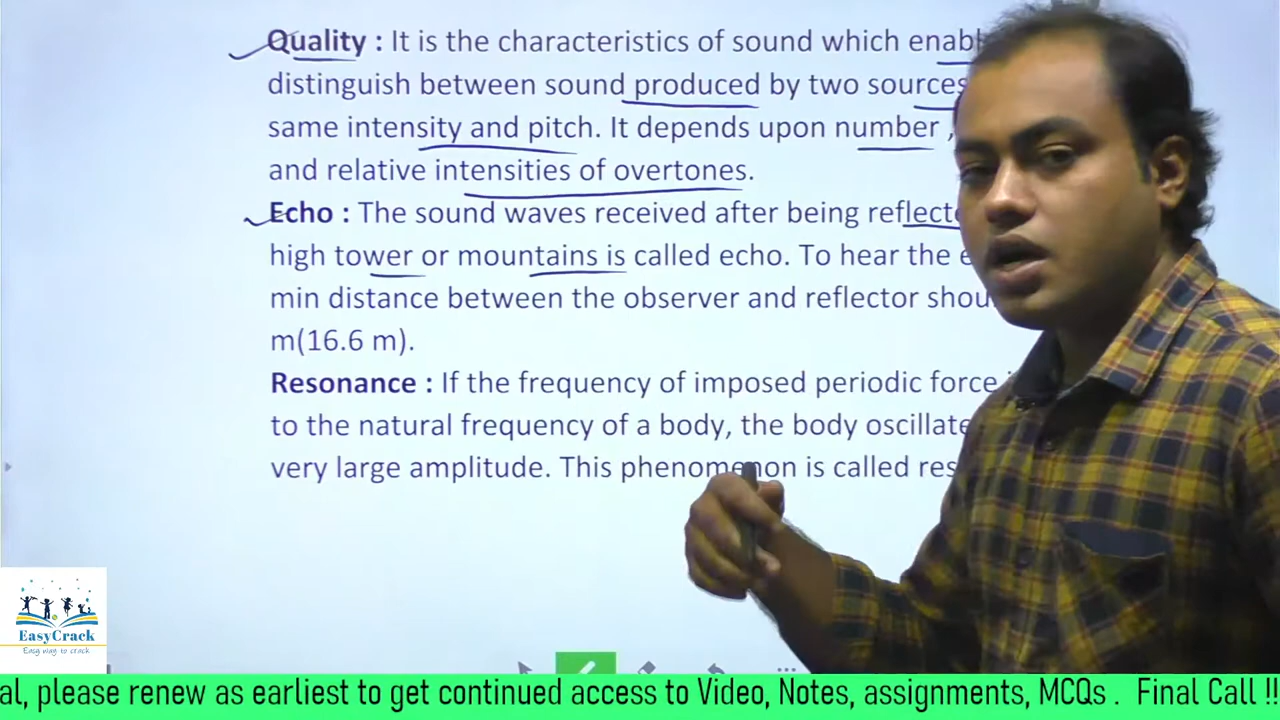 Quality : It is the characteristics of sound which
distinguish between sound produced by two sources
same intensity and pitch. It depends upon number ,
and relative intensities of overtones.
Echo : The sound waves received after being
high tower or mountains is called echo. To hear the
min distance between the observer and reflector
m(16.6 m).
Resonance : If the frequency of imposed periodic force
to the natural frequency of a body, the body
very large amplitude. This phenomenon is called
EasyCrack
Easy way to crack
al, please renew as earliest to get continued access to Video, Notes, assignments, MCQs . Final Call !!